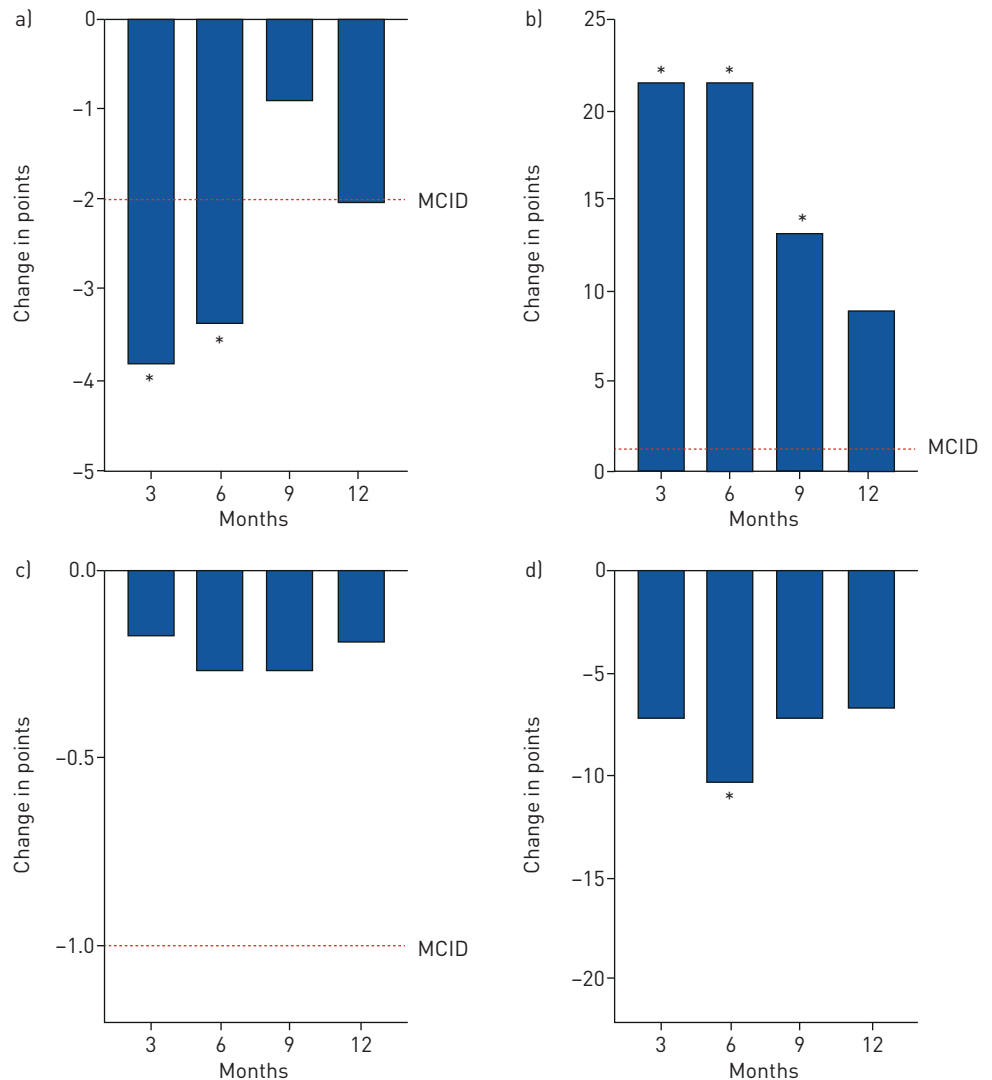 a)
0
−1
−2
−3
−4
−5
Change in points
MCID
*
*
3 6 9 12
Months
b)
25
20
15
10
5
0
Change in points
* *
*
MCID
3 6 9 12
Months
c)
0.0
−0.5
−1.0
Change in points
MCID
3 6 9 12
Months
d)
0
−5
−10
−15
−20
Change in points
*
3 6 9 12
Months